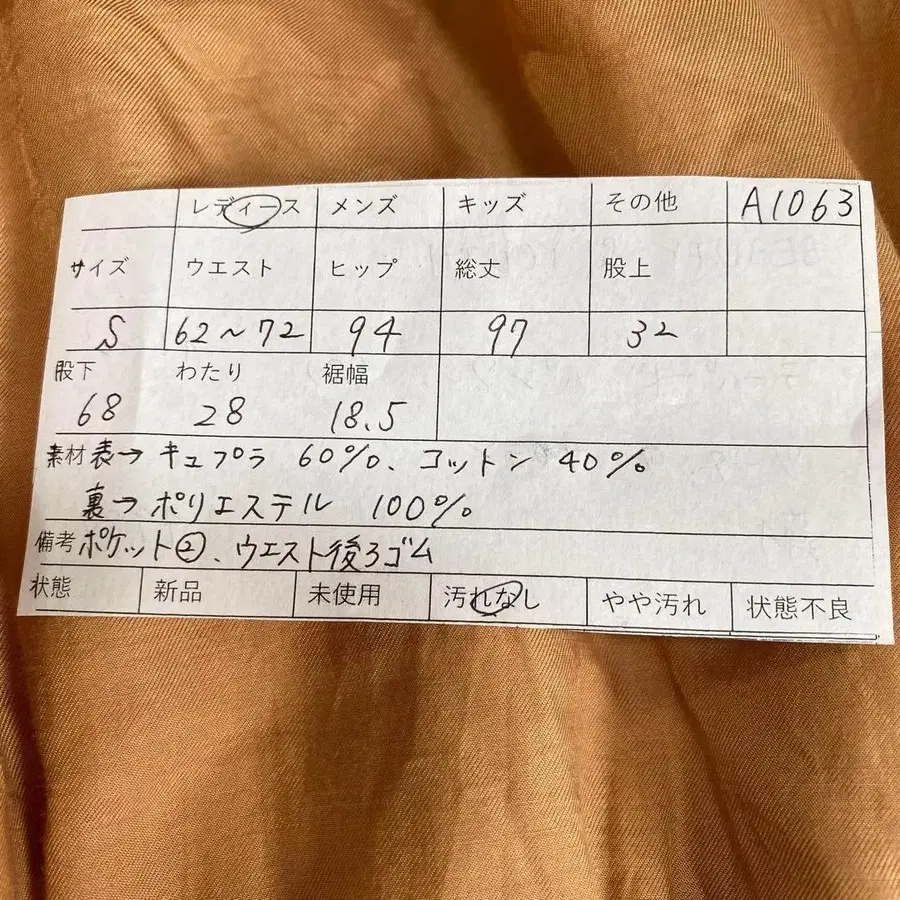 レディース メンズ キッズ その他 A1063
サイズ ウエスト ヒップ 総丈 股上
S 62〜72 94 97 32
股下 わたり 裾幅
68 28 18.5
素材 表→ キュプラ 60%、コットン 40%
裏→ ポリエステル 100%
備考 ポケット②、ウエスト後ろゴム
状態 新品 未使用 汚れなし やや汚れ 状態不良